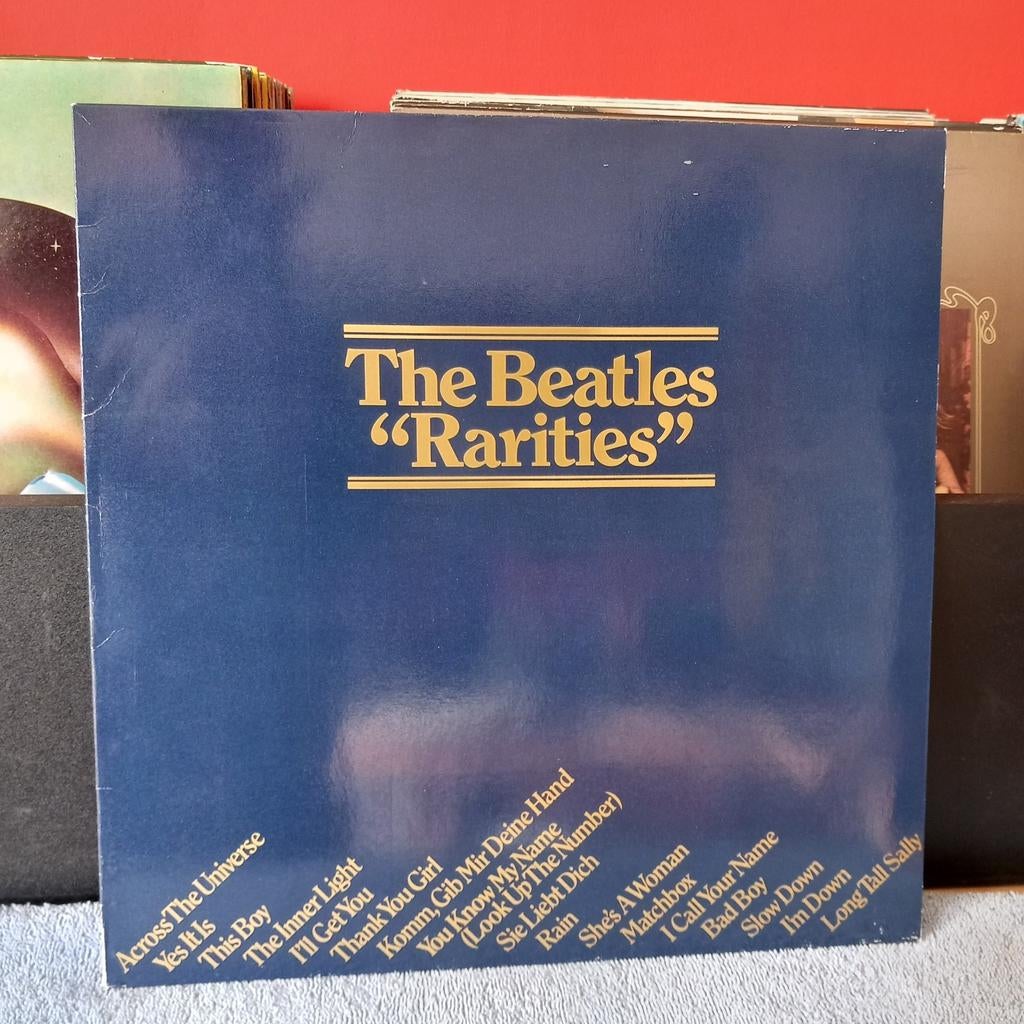 The Beatles
“Rarities”
Across The Universe
Yes It Is
This Boy
The Inner Light
I'll Get You
Thank You Girl
Komm, Gib Mir Deine Hand
You Know My Name
(Look Up The Number)
Sie Liebt Dich
Rain
She's A Woman
Matchbox
I Call Your Name
Bad Boy
Slow Down
I'm Down
Long Tall Sally